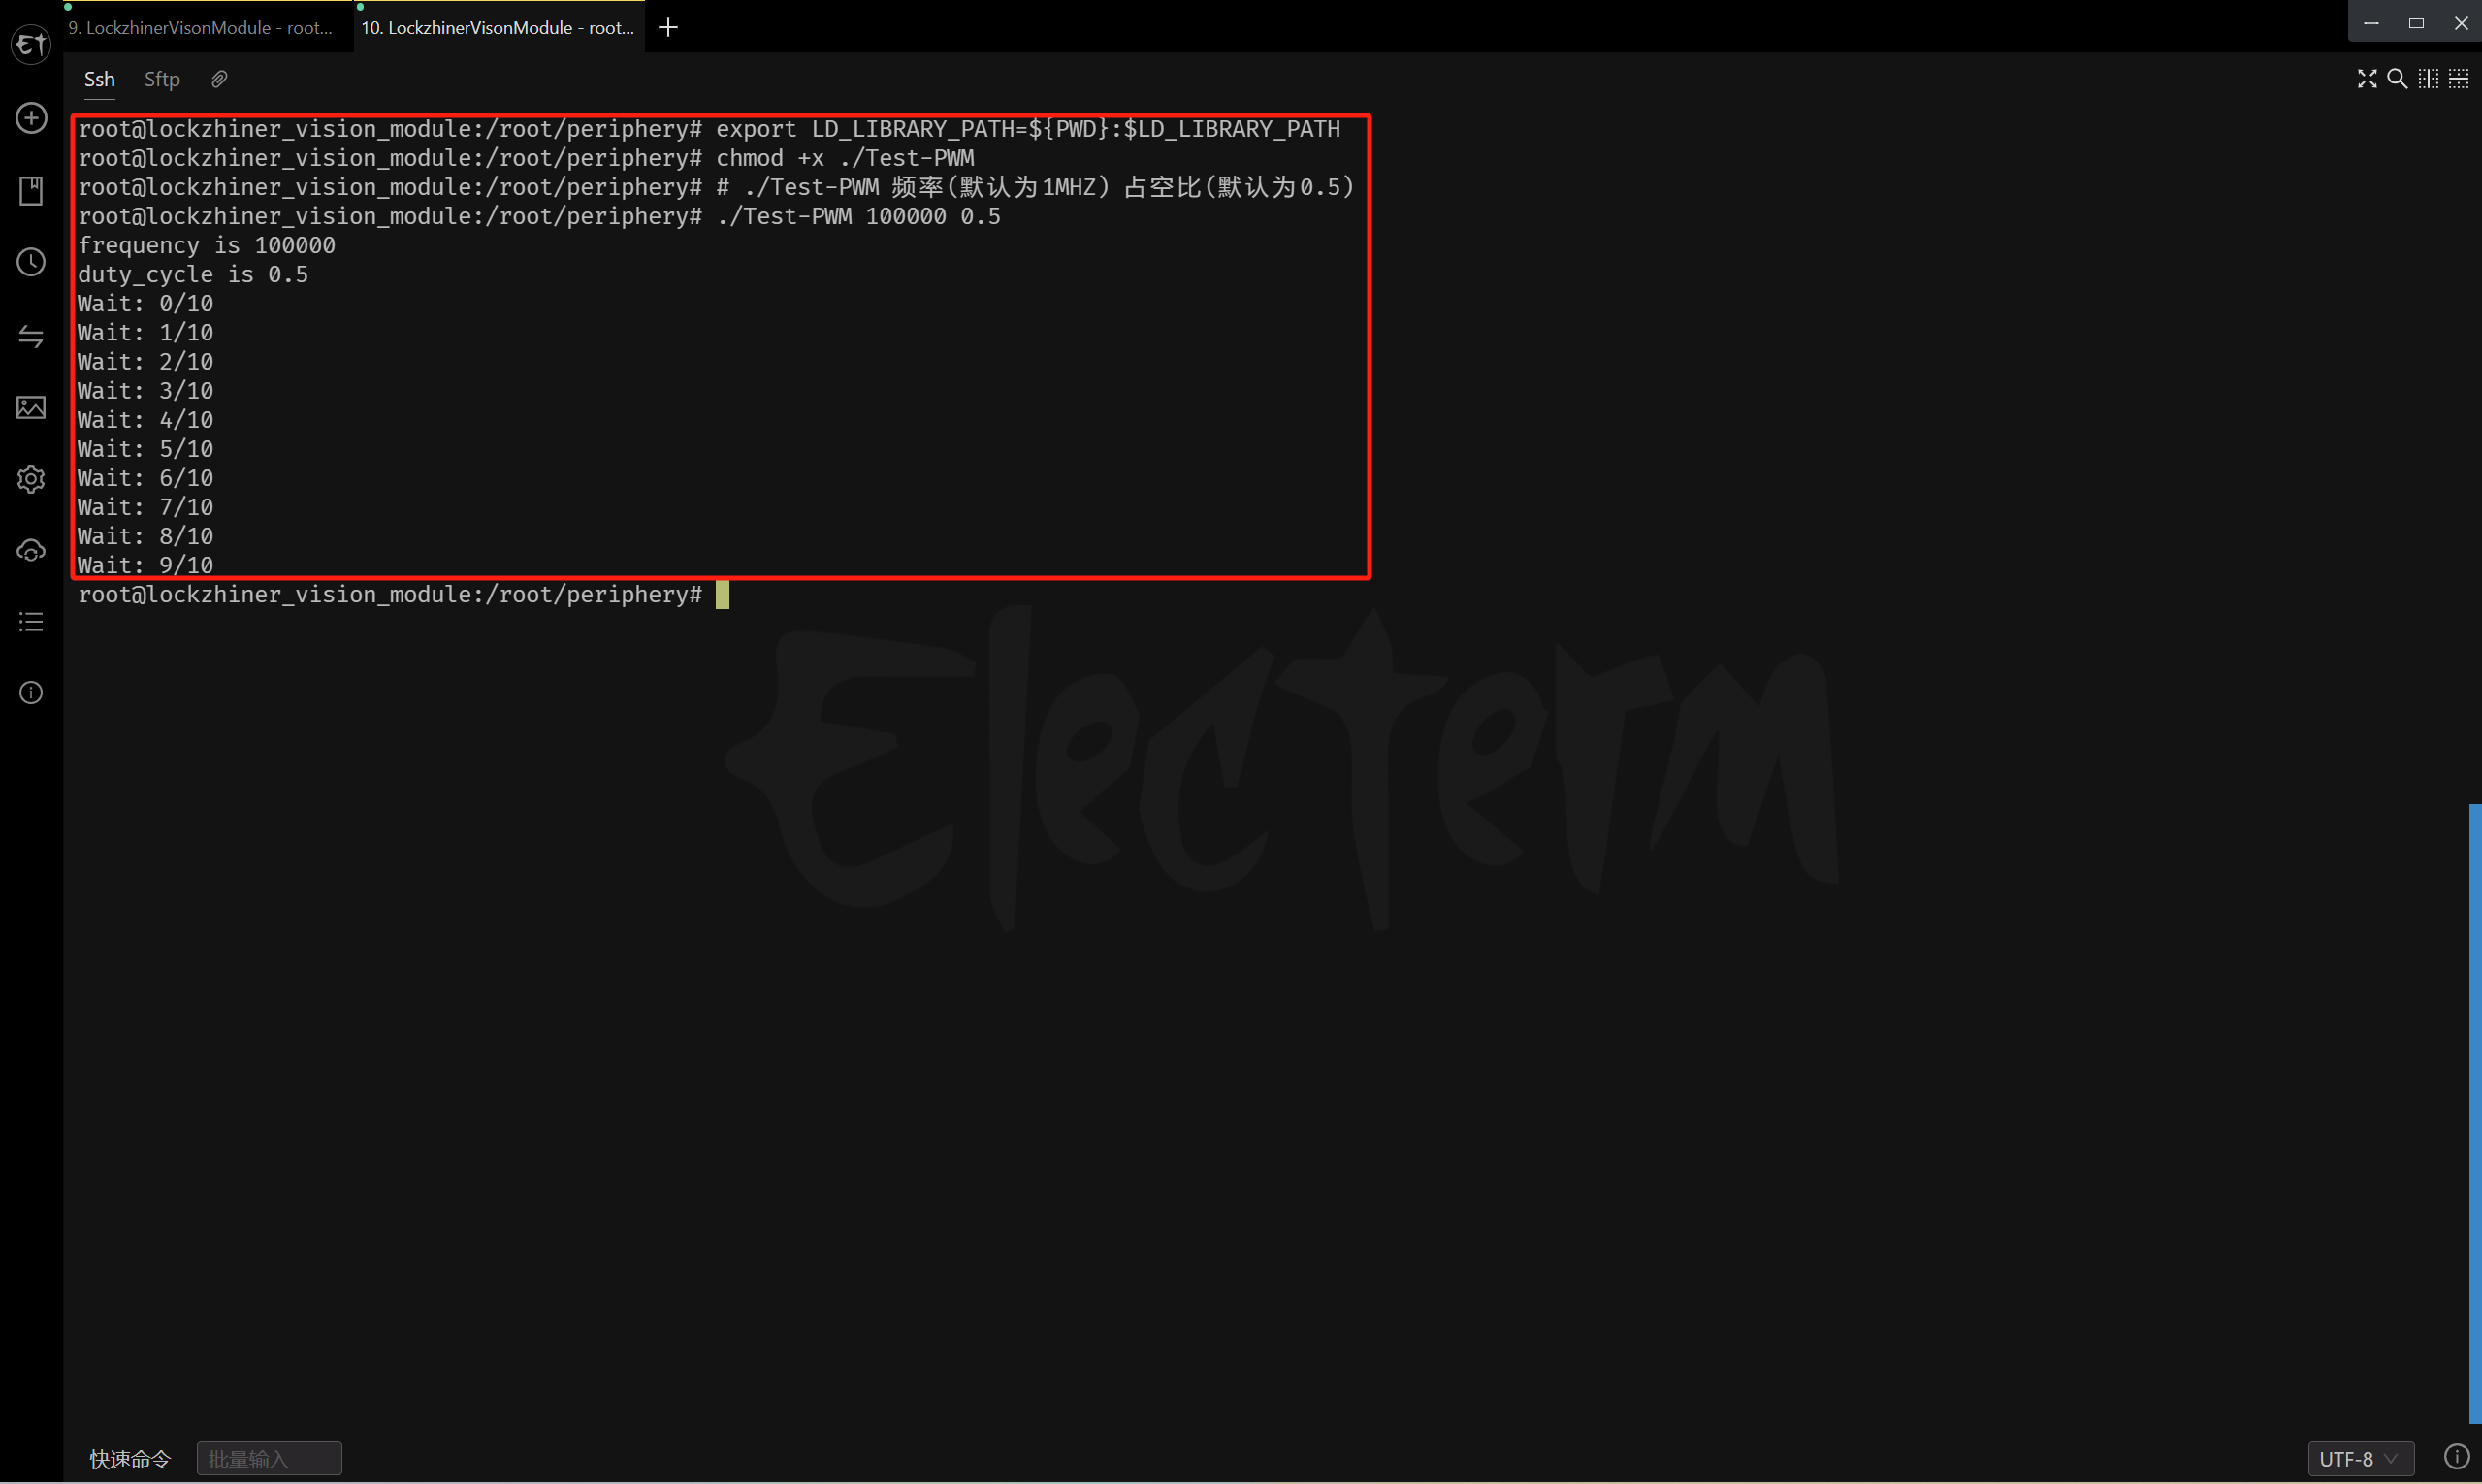 9. LockzhinerVisonModule - root...
10. LockzhinerVisonModule - root...
Ssh
Sftp
root@lockzhiner_vision_module:/root/periphery# export LD_LIBRARY_PATH=${PWD}:$LD_LIBRARY_PATH
root@lockzhiner_vision_module:/root/periphery# chmod +x ./Test-PWM
root@lockzhiner_vision_module:/root/periphery# # ./Test-PWM 频率(默认为1MHZ) 占空比(默认为0.5)
root@lockzhiner_vision_module:/root/periphery# ./Test-PWM 100000 0.5
frequency is 100000
duty_cycle is 0.5
Wait: 0/10
Wait: 1/10
Wait: 2/10
Wait: 3/10
Wait: 4/10
Wait: 5/10
Wait: 6/10
Wait: 7/10
Wait: 8/10
Wait: 9/10
root@lockzhiner_vision_module:/root/periphery#
Electerm
快速命令
批量输入
UTF-8